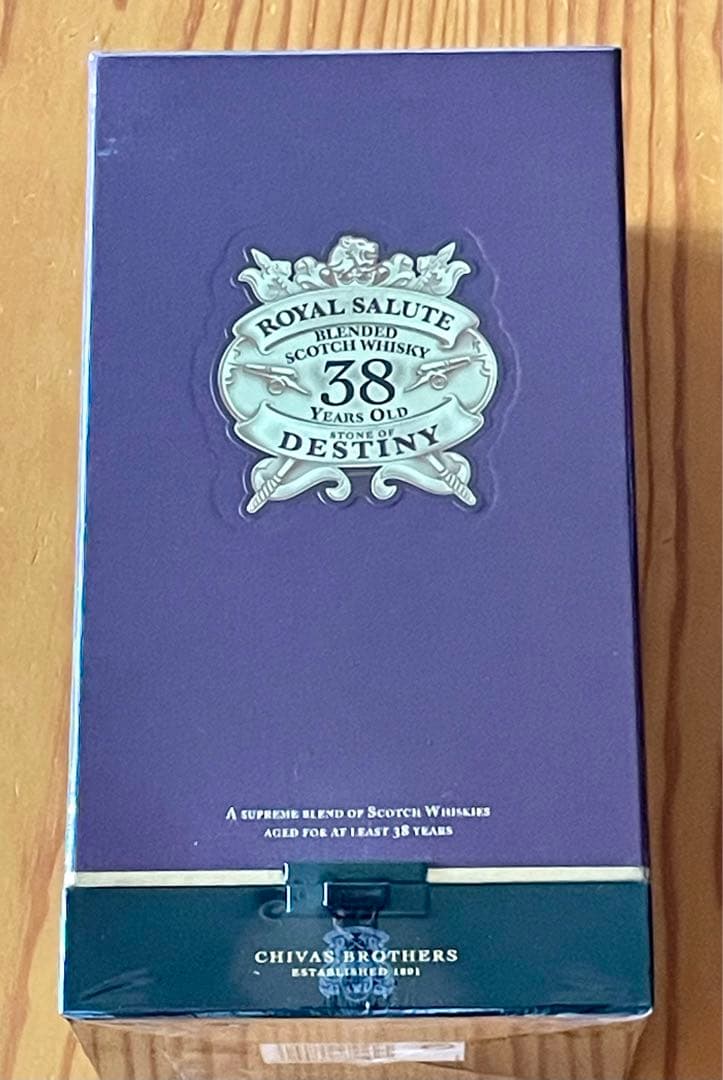 ROYAL SALUTE
BLENDED
SCOTCH WHISKY
38
YEARS OLD
STONE OF
DESTINY
A SUPREME BLEND OF SCOTCH WHISKIES
AGED FOR AT LEAST 38 YEARS
CHIVAS BROTHERS
ESTABLISHED 1801